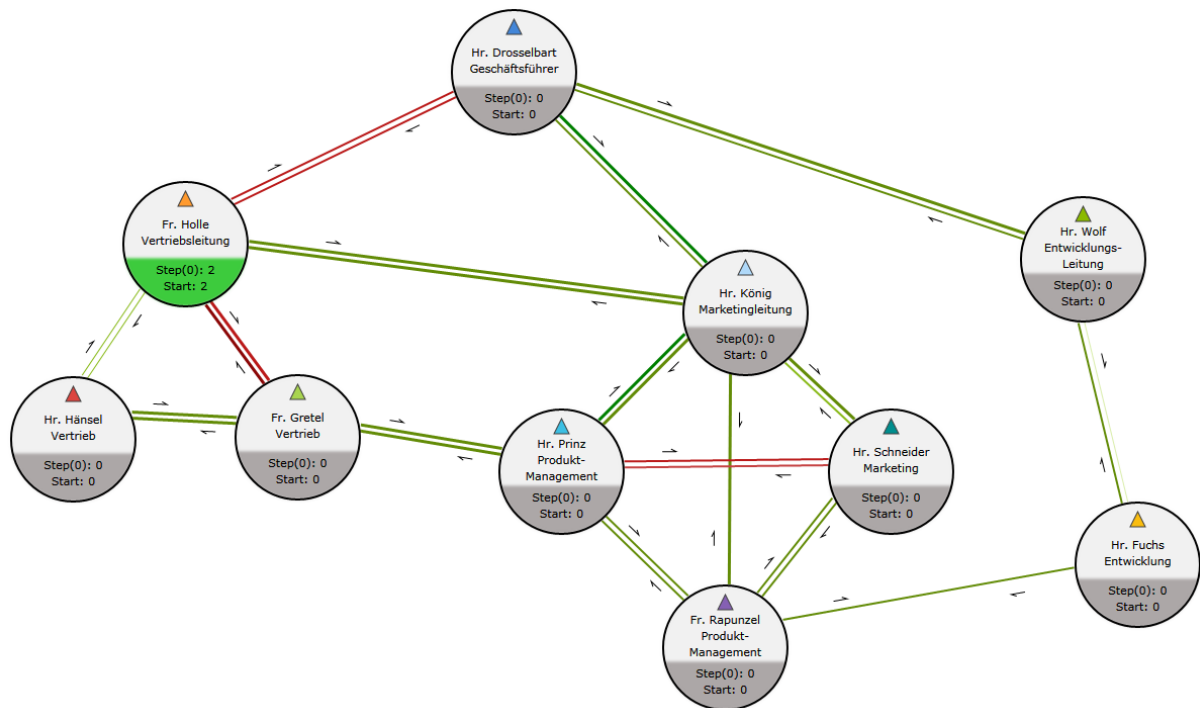 Hr. Drosselbart
Geschäftsführer
Step(0): 0
Start: 0
Fr. Holle
Vertriebsleitung
Step(0): 2
Start: 2
Hr. Wolf
Entwicklungs-
Leitung
Step(0): 0
Start: 0
Hr. König
Marketingleitung
Step(0): 0
Start: 0
Hr. Hänsel
Vertrieb
Step(0): 0
Start: 0
Fr. Gretel
Vertrieb
Step(0): 0
Start: 0
Hr. Prinz
Produkt-
Management
Step(0): 0
Start: 0
Hr. Schneider
Marketing
Step(0): 0
Start: 0
Hr. Fuchs
Entwicklung
Step(0): 0
Start: 0
Fr. Rapunzel
Produkt-
Management
Step(0): 0
Start: 0